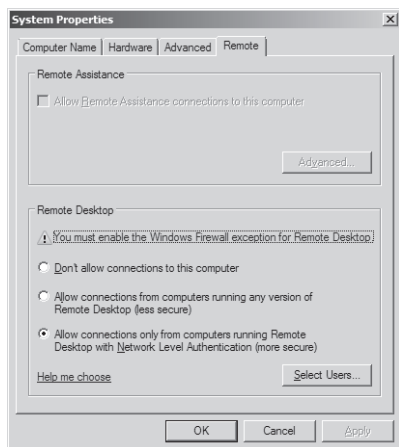 System Properties
Computer Name
Hardware
Advanced
Remote
Remote Assistance
Allow Remote Assistance connections to this computer
Advanced...
Remote Desktop
You must enable the Windows Firewall exception for Remote Desktop.
Don't allow connections to this computer
Allow connections from computers running any version of
Remote Desktop (less secure)
Allow connections only from computers running Remote
Desktop with Network Level Authentication (more secure)
Help me choose
Select Users...
OK
Cancel
Apply